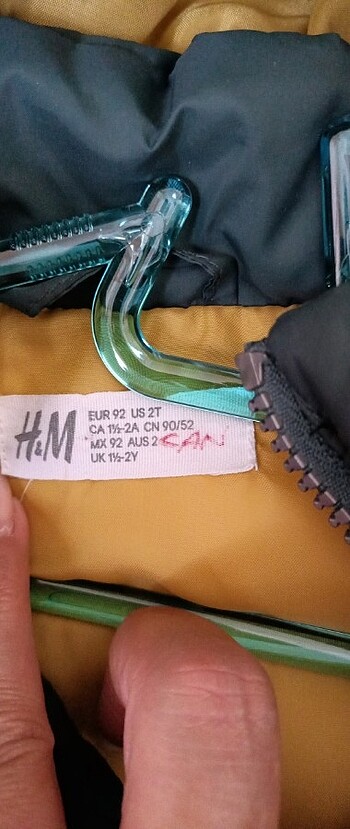 H&M
EUR 92 US 2T
CA 1½-2A CN 90/52
MX 92 AUS 2 CAN
UK 1½-2Y